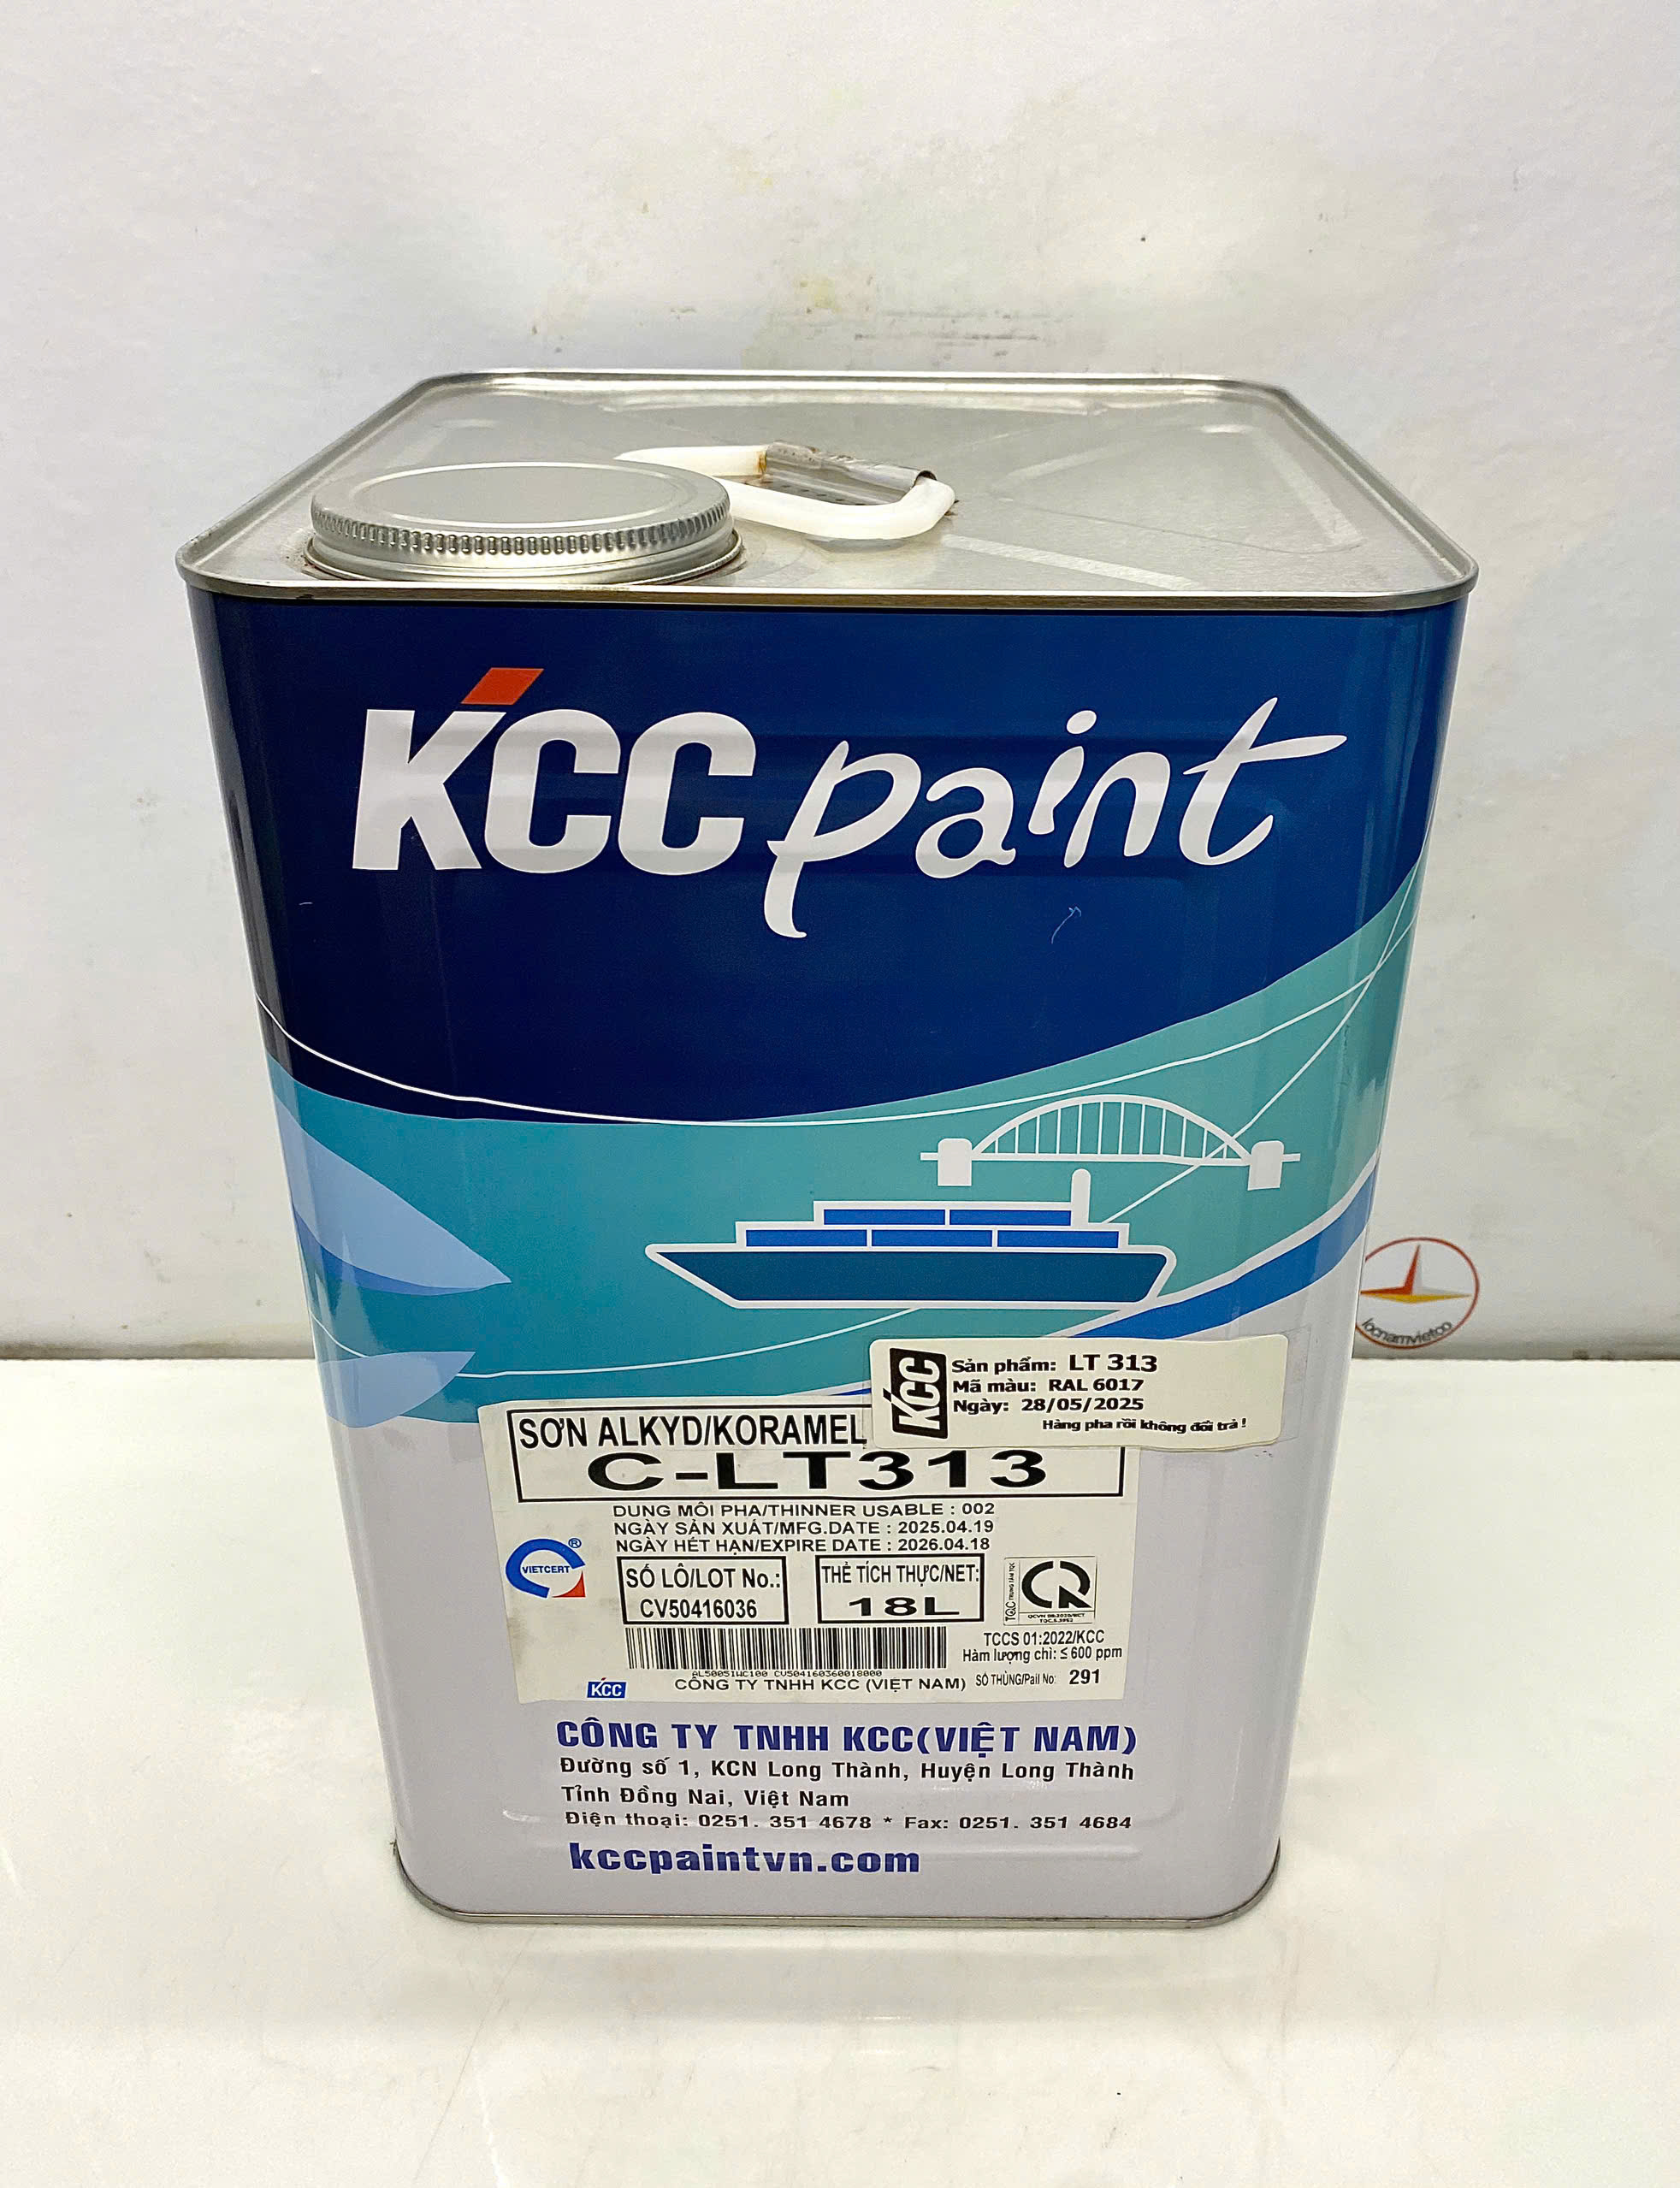 KCC paint
KCC
Sản phẩm: LT 313
Mã màu: RAL 6017
Ngày: 28/05/2025
Hàng pha rồi không đổi trả !
SƠN ALKYD/KORAMEL
C-LT313
DUNG MÔI PHA/THINNER USABLE : 002
NGÀY SẢN XUẤT/MFG.DATE : 2025.04.19
NGÀY HẾT HẠN/EXPIRE DATE : 2026.04.18
VIETCERT ®
SỐ LÔ/LOT No.:
CV50416036
THỂ TÍCH THỰC/NET:
18L
TQC TRUNG TÂM TQC
TCCS 01:2022/KCC
Hàm lượng chì: ≤ 600 ppm
CÔNG TY TNHH KCC (VIỆT NAM)
SỐ THÙNG/Pail No: 291
KCC
CÔNG TY TNHH KCC(VIỆT NAM)
Đường số 1, KCN Long Thành, Huyện Long Thành
Tỉnh Đồng Nai, Việt Nam
Điện thoại: 0251. 351 4678 * Fax: 0251. 351 4684
kccpaintvn.com
locnamvietco